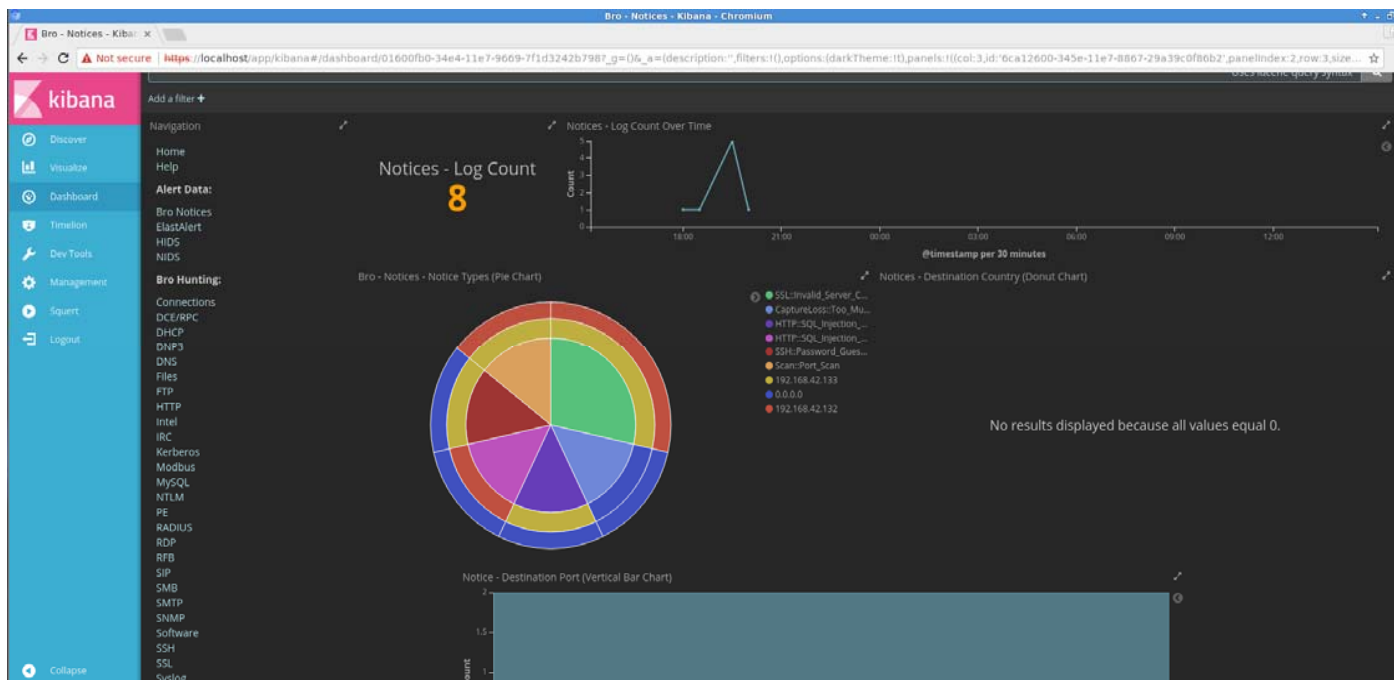 Bro - Notices - Kibana - Chromium
Bro - Notices - Kiba
Not secure https://localhost/app/kibana#/dashboard/01600fb0-34e4-11e7-9669-7f1d3242b798?_g=()&_a=(description:'',filters:!(),options:(darkTheme:!t),panels:!((col:3,id:'6ca12600-345e-11e7-8867-29a39c0f86b2',panelIndex:2,row:3,size...
kibana
Discover
Visualize
Dashboard
Timelion
Dev Tools
Management
Squert
Logout
Collapse
Uses lucene query syntax
Add a filter +
Navigation
Home
Help
Alert Data:
Bro Notices
ElastAlert
HIDS
NIDS
Bro Hunting:
Connections
DCE/RPC
DHCP
DNP3
DNS
Files
FTP
HTTP
Intel
IRC
Kerberos
Modbus
MySQL
NTLM
PE
RADIUS
RDP
RFB
SIP
SMB
SMTP
SNMP
Software
SSH
SSL
Syslog
Notices - Log Count
8
Notices - Log Count Over Time
Count
5
4
3
2
1
0
18:00
21:00
00:00
03:00
06:00
09:00
12:00
@timestamp per 30 minutes
Bro - Notices - Notice Types (Pie Chart)
SSL::Invalid_Server_C...
CaptureLoss::Too_Mu...
HTTP::SQL_Injection_...
HTTP::SQL_Injection_...
SSH::Password_Gues...
Scan::Port_Scan
192.168.42.133
0.0.0.0
192.168.42.132
Notices - Destination Country (Donut Chart)
No results displayed because all values equal 0.
Notice - Destination Port (Vertical Bar Chart)
2
1.5
1